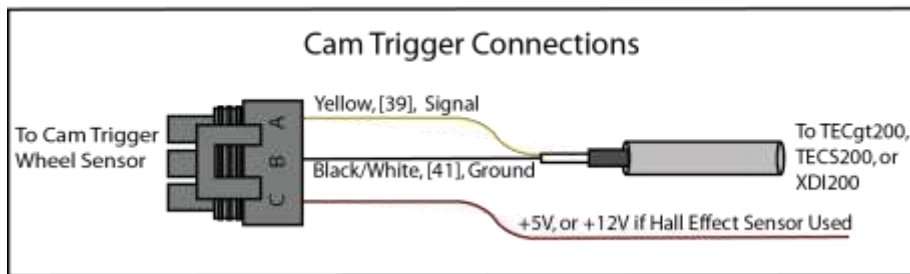 Cam Trigger Connections
Yellow, [39], Signal
To Cam Trigger
Wheel Sensor
A
B
C
Black/White, [41], Ground
To TECgt200,
TECS200, or
XDI200
+5V, or +12V if Hall Effect Sensor Used